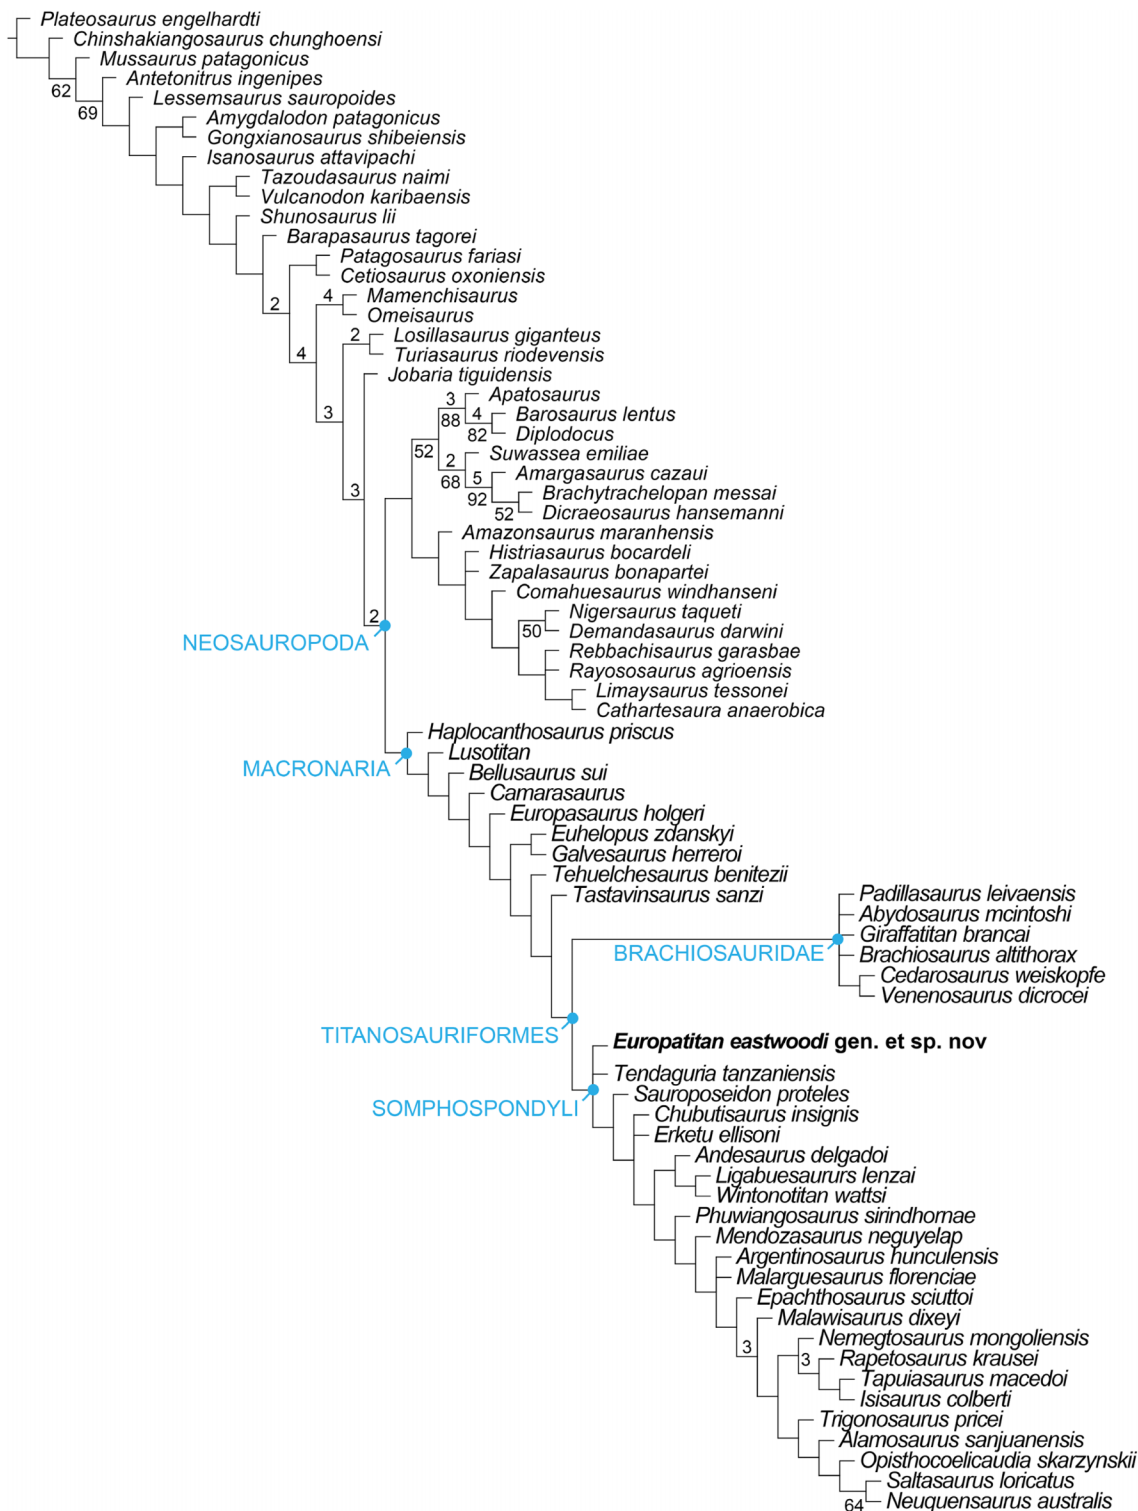 Plateosaurus engelhardti
Chinshakiangosaurus chunghoensi
Mussaurus patagonicus
Antetonitrus ingenipes
62
Lessemsaurus sauropoides
69
Amygdalodon patagonicus
Gongxianosaurus shibeiensis
Isanosaurus attavipachi
Tazoudasaurus naimi
Vulcanodon karibaensis
Shunosaurus lii
Barapasaurus tagorei
Patagosaurus fariasi
Cetiosaurus oxoniensis
4 Mamenchisaurus
2
Omeisaurus
2 Losillasaurus giganteus
4 Turiasaurus riodevensis
Jobaria tiguidensis
3 Apatosaurus
3 88 4 Barosaurus lentus
82 Diplodocus
52 2 Suwassea emiliae
68 5 Amargasaurus cazaui
3 92 Brachytrachelopan messai
52 Dicraeosaurus hansemanni
Amazonsaurus maranhensis
Histriasaurus bocardeli
Zapalasaurus bonapartei
Comahuesaurus windhanseni
Nigersaurus taqueti
2 50 Demandasaurus darwini
NEOSAUROPODA Rebbachisaurus garasbae
Rayososaurus agrioensis
Limaysaurus tessonei
Cathartesaura anaerobica
Haplocanthosaurus priscus
Lusotitan
MACRONARIA Bellusaurus sui
Camarasaurus
Europasaurus holgeri
Euhelopus zdanskyi
Galvesaurus herreroi
Tehuelchesaurus benitezii
Tastavinsaurus sanzi
Padillasaurus leivaensis
Abydosaurus mcintoshi
Giraffatitan brancai
BRACHIOSAURIDAE Brachiosaurus altithorax
Cedarosaurus weiskopfe
Venenosaurus dicrocei
TITANOSAURIFORMES
Europatitan eastwoodi gen. et sp. nov
Tendaguria tanzaniensis
Sauroposeidon proteles
SOMPHOSPONDYLI Chubutisaurus insignis
Erketu ellisoni
Andesaurus delgadoi
Ligabuesaururs lenzai
Wintonotitan wattsi
Phuwiangosaurus sirindhornae
Mendozasaurus neguyelap
Argentinosaurus hunculensis
Malarguesaurus florenciae
Epachthosaurus sciuttoi
Malawisaurus dixeyi
3 Nemegtosaurus mongoliensis
3 Rapetosaurus krausei
Tapuiasaurus macedoi
Isisaurus colberti
Trigonosaurus pricei
Alamosaurus sanjuanensis
Opisthocoelicaudia skarzynskii
Saltasaurus loricatus
64 Neuquensaurus australis